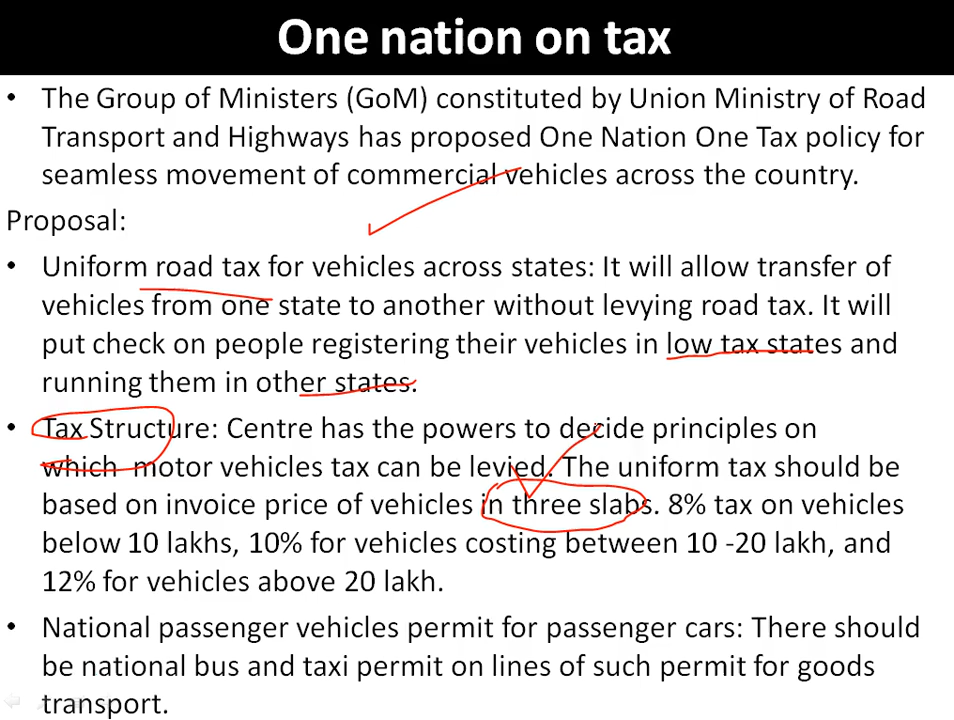 One nation on tax
• The Group of Ministers (GoM) constituted by Union Ministry of Road
Transport and Highways has proposed One Nation One Tax policy for
seamless movement of commercial vehicles across the country.
Proposal:
• Uniform road tax for vehicles across states: It will allow transfer of
vehicles from one state to another without levying road tax. It will
put check on people registering their vehicles in low tax states and
running them in other states.
• Tax Structure: Centre has the powers to decide principles on
which motor vehicles tax can be levied. The uniform tax should be
based on invoice price of vehicles in three slabs. 8% tax on vehicles
below 10 lakhs, 10% for vehicles costing between 10 -20 lakh, and
12% for vehicles above 20 lakh.
• National passenger vehicles permit for passenger cars: There should
be national bus and taxi permit on lines of such permit for goods
transport.